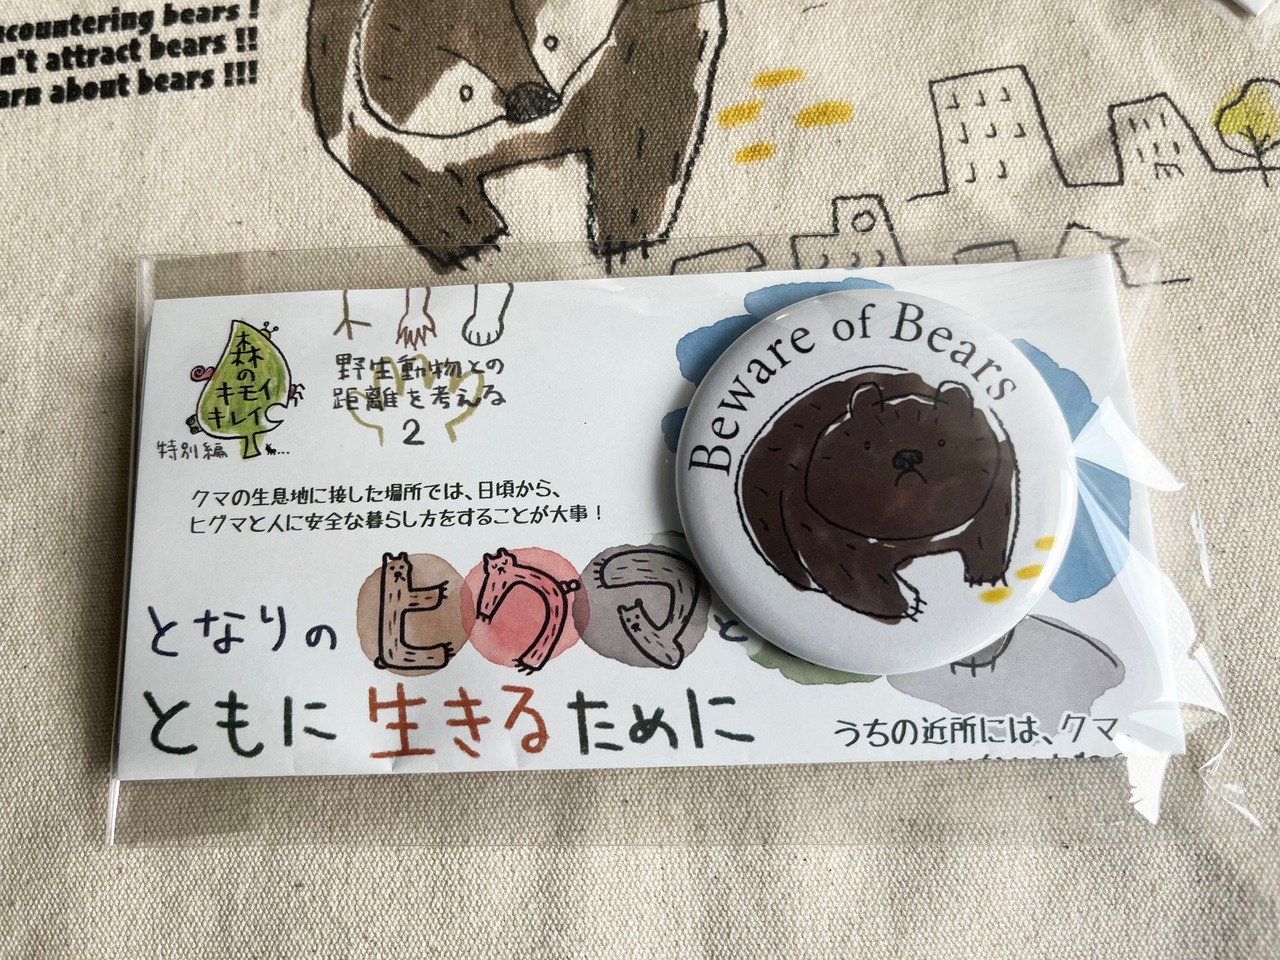 bears !
attract bears !!
about bears !!!
森
の
キモイ
キレイ
特別編
野生動物との
距離を考える
2
クマの生息地に接した場所では、日頃から、
ヒグマと人に安全な暮らし方をすることが大事！
となりのヒグマと
ともに生きるために
Beware of Bears
うちの近所には、クマ